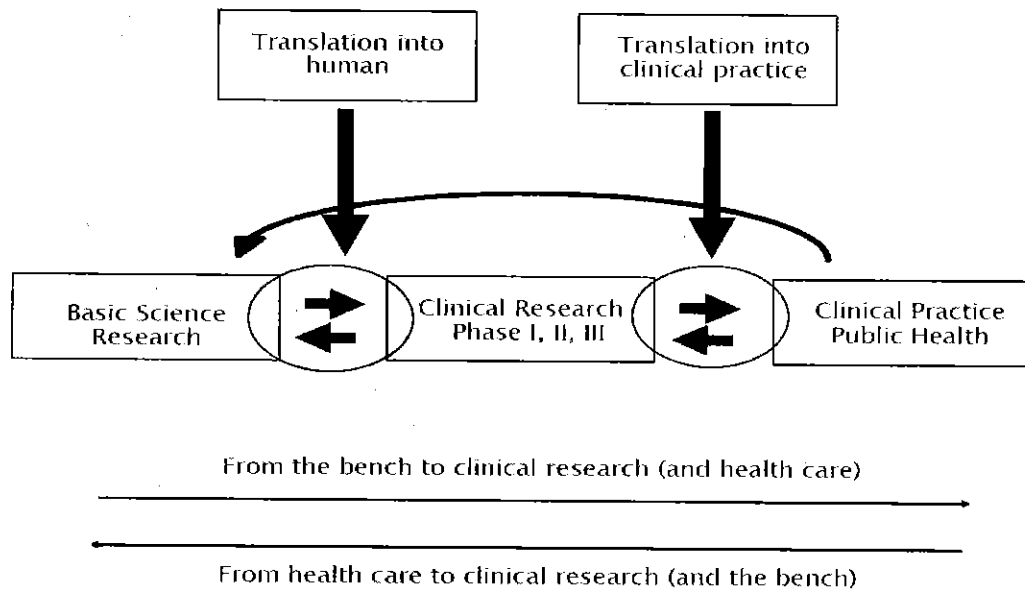 Translation into
human
Translation into
clinical practice
Basic Science
Research
Clinical Research
Phase I, II, III
Clinical Practice
Public Health
From the bench to clinical research (and health care)
From health care to clinical research (and the bench)